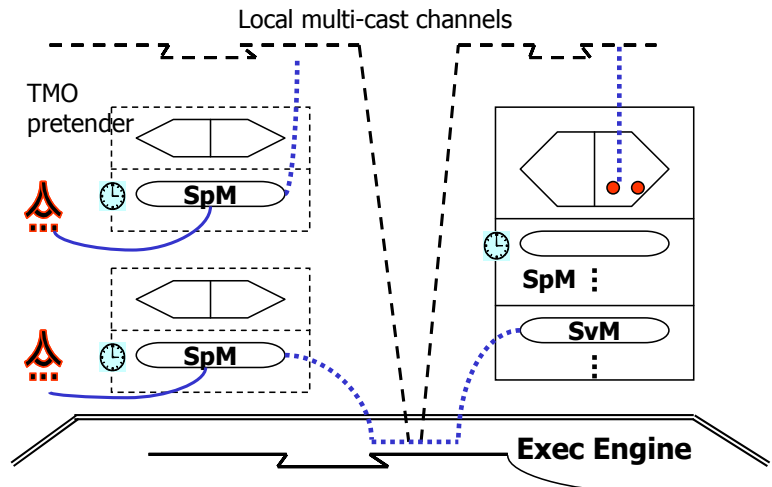 Local multi-cast channels
TMO
pretender
SpM
SpM
SpM
SvM
Exec Engine